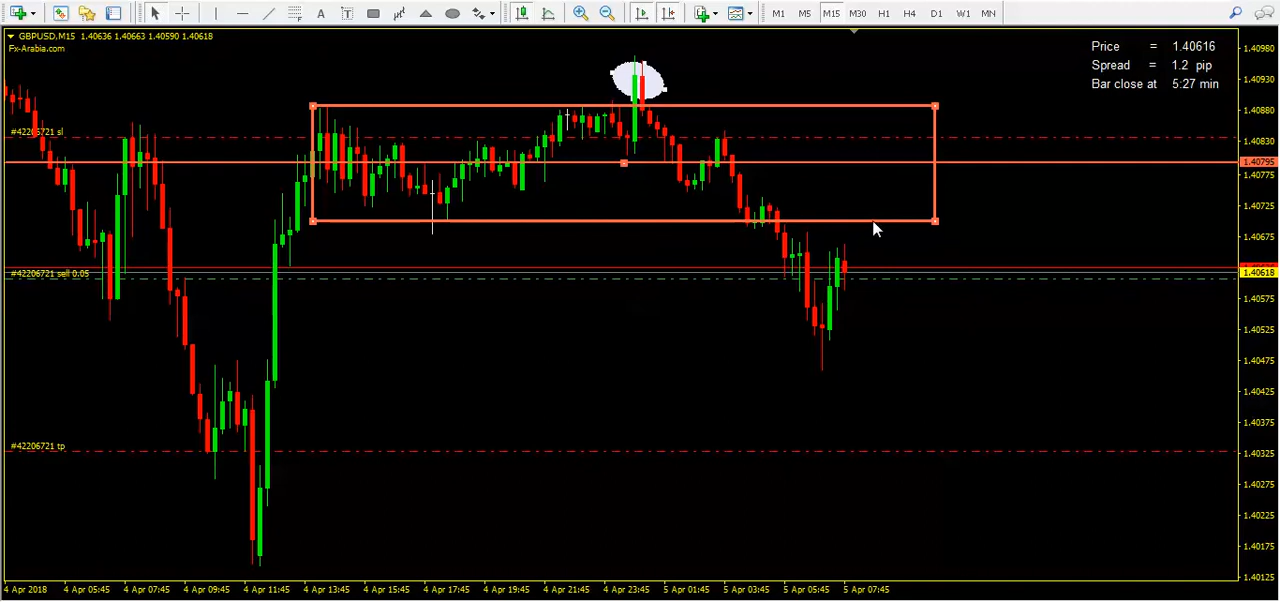 M1 M5 M15 M30 H1 H4 D1 W1 MN
GBPUSD,M15 1.40636 1.40663 1.40590 1.40618
Fx-Arabia.com
Price = 1.40616
Spread = 1.2 pip
Bar close at 5:27 min
#42206721 sl
#42206721 sell 0.05
#42206721 tp
1.40980
1.40930
1.40880
1.40830
1.40795
1.40775
1.40725
1.40675
1.40618
1.40575
1.40525
1.40475
1.40425
1.40375
1.40325
1.40275
1.40225
1.40175
1.40125
4 Apr 2018 4 Apr 05:45 4 Apr 07:45 4 Apr 09:45 4 Apr 11:45 4 Apr 13:45 4 Apr 15:45 4 Apr 17:45 4 Apr 19:45 4 Apr 21:45 4 Apr 23:45 5 Apr 01:45 5 Apr 03:45 5 Apr 05:45 5 Apr 07:45